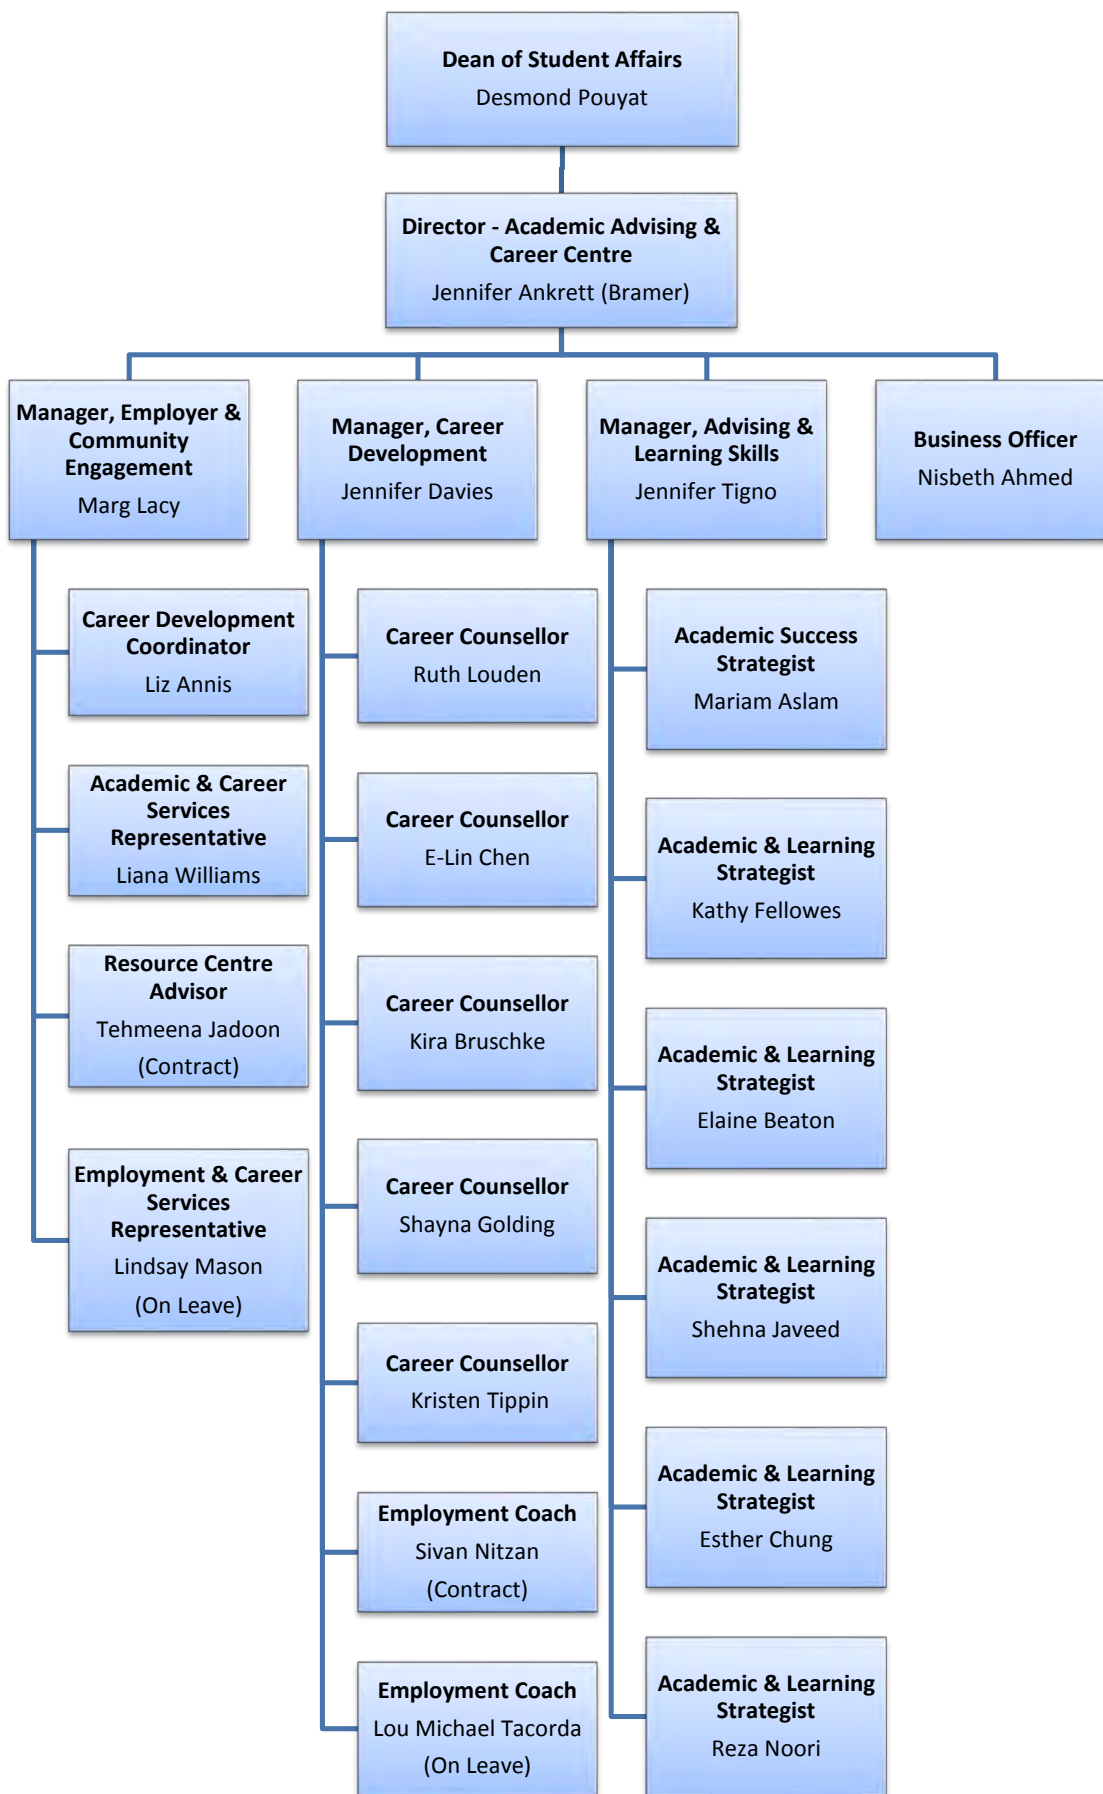 Dean of Student Affairs
Desmond Pouyat
Director - Academic Advising &
Career Centre
Jennifer Ankrett (Bramer)
Manager, Employer &
Community
Engagement
Marg Lacy
Career Development
Coordinator
Liz Annis
Academic & Career
Services
Representative
Liana Williams
Resource Centre
Advisor
Tehmeena Jadoon
(Contract)
Employment & Career
Services
Representative
Lindsay Mason
(On Leave)
Manager, Career
Development
Jennifer Davies
Career Counsellor
Ruth Louden
Career Counsellor
E-Lin Chen
Career Counsellor
Kira Bruschke
Career Counsellor
Shayna Golding
Career Counsellor
Kristen Tippin
Employment Coach
Sivan Nitzan
(Contract)
Employment Coach
Lou Michael Tacorda
(On Leave)
Manager, Advising &
Learning Skills
Jennifer Tigno
Academic Success
Strategist
Mariam Aslam
Academic & Learning
Strategist
Kathy Fellowes
Academic & Learning
Strategist
Elaine Beaton
Academic & Learning
Strategist
Shehna Javeed
Academic & Learning
Strategist
Esther Chung
Academic & Learning
Strategist
Reza Noori
Business Officer
Nisbeth Ahmed